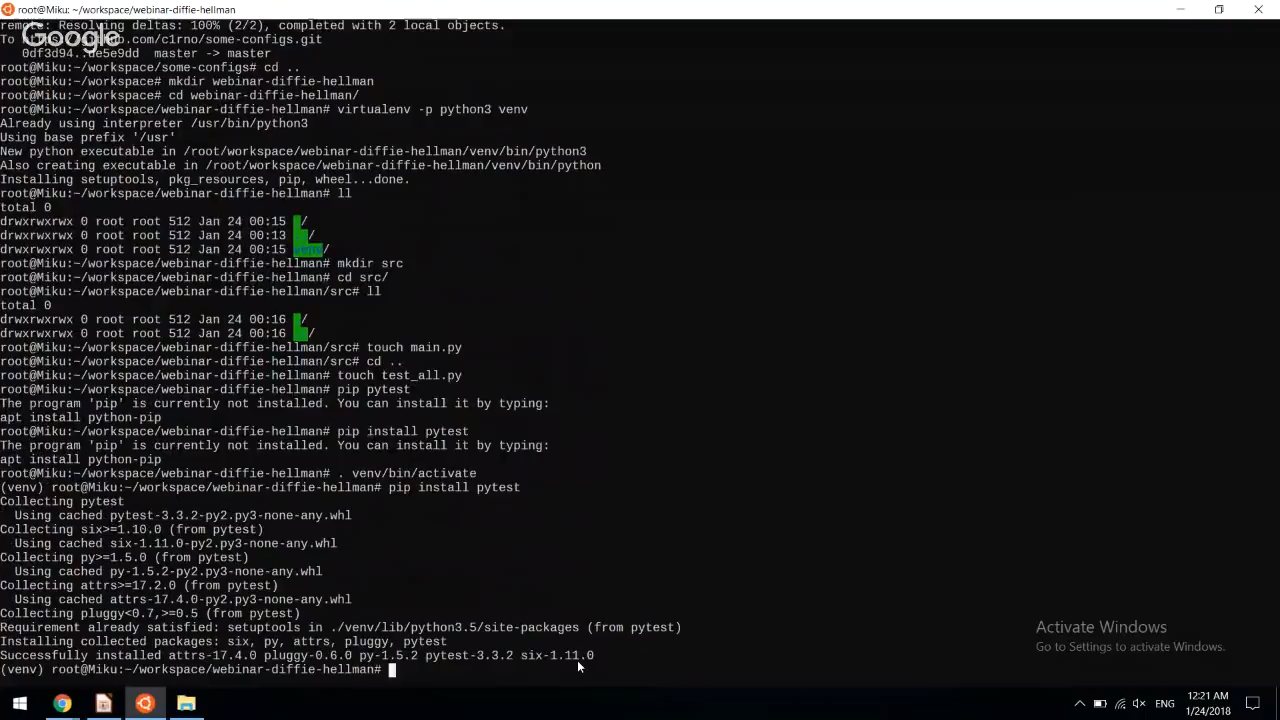 root@Miku: ~/workspace/webinar-diffie-hellman
remote: Resolving deltas: 100% (2/2), completed with 2 local objects.
Google
To .com/c1rno/some-configs.git
0df3d94..de5e9dd master -> master
root@Miku:~/workspace/some-configs# cd ..
root@Miku:~/workspace# mkdir webinar-diffie-hellman
root@Miku:~/workspace# cd webinar-diffie-hellman/
root@Miku:~/workspace/webinar-diffie-hellman# virtualenv -p python3 venv
Already using interpreter /usr/bin/python3
Using base prefix '/usr'
New python executable in /root/workspace/webinar-diffie-hellman/venv/bin/python3
Also creating executable in /root/workspace/webinar-diffie-hellman/venv/bin/python
Installing setuptools, pkg_resources, pip, wheel...done.
root@Miku:~/workspace/webinar-diffie-hellman# ll
total 0
drwxrwxrwx 0 root root 512 Jan 24 00:15 ./
drwxrwxrwx 0 root root 512 Jan 24 00:13 ../
drwxrwxrwx 0 root root 512 Jan 24 00:15 venv/
root@Miku:~/workspace/webinar-diffie-hellman# mkdir src
root@Miku:~/workspace/webinar-diffie-hellman# cd src/
root@Miku:~/workspace/webinar-diffie-hellman/src# ll
total 0
drwxrwxrwx 0 root root 512 Jan 24 00:16 ./
drwxrwxrwx 0 root root 512 Jan 24 00:16 ../
root@Miku:~/workspace/webinar-diffie-hellman/src# touch main.py
root@Miku:~/workspace/webinar-diffie-hellman/src# cd ..
root@Miku:~/workspace/webinar-diffie-hellman# touch test_all.py
root@Miku:~/workspace/webinar-diffie-hellman# pip pytest
The program 'pip' is currently not installed. You can install it by typing:
apt install python-pip
root@Miku:~/workspace/webinar-diffie-hellman# pip install pytest
The program 'pip' is currently not installed. You can install it by typing:
apt install python-pip
root@Miku:~/workspace/webinar-diffie-hellman# . venv/bin/activate
(venv) root@Miku:~/workspace/webinar-diffie-hellman# pip install pytest
Collecting pytest
Using cached pytest-3.3.2-py2.py3-none-any.whl
Collecting six>=1.10.0 (from pytest)
Using cached six-1.11.0-py2.py3-none-any.whl
Collecting py>=1.5.0 (from pytest)
Using cached py-1.5.2-py2.py3-none-any.whl
Collecting attrs>=17.2.0 (from pytest)
Using cached attrs-17.4.0-py2.py3-none-any.whl
Collecting pluggy<0.7,>=0.5 (from pytest)
Requirement already satisfied: setuptools in ./venv/lib/python3.5/site-packages (from pytest)
Installing collected packages: six, py, attrs, pluggy, pytest
Successfully installed attrs-17.4.0 pluggy-0.6.0 py-1.5.2 pytest-3.3.2 six-1.11.0
(venv) root@Miku:~/workspace/webinar-diffie-hellman#
Activate Windows
Go to Settings to activate Windows.
ENG
12:21 AM
1/24/2018